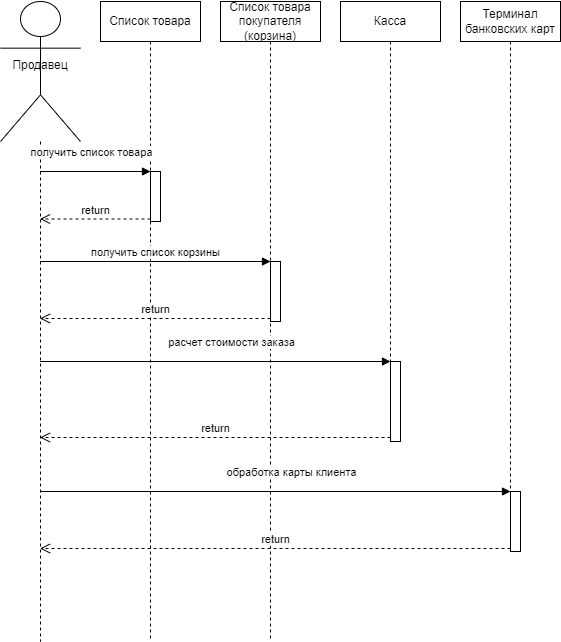 Список товара
Список товара
покупателя
(корзина)
Касса
Терминал
банковских карт
Продавец
получить список товара
return
получить список корзины
return
расчет стоимости заказа
return
обработка карты клиента
return